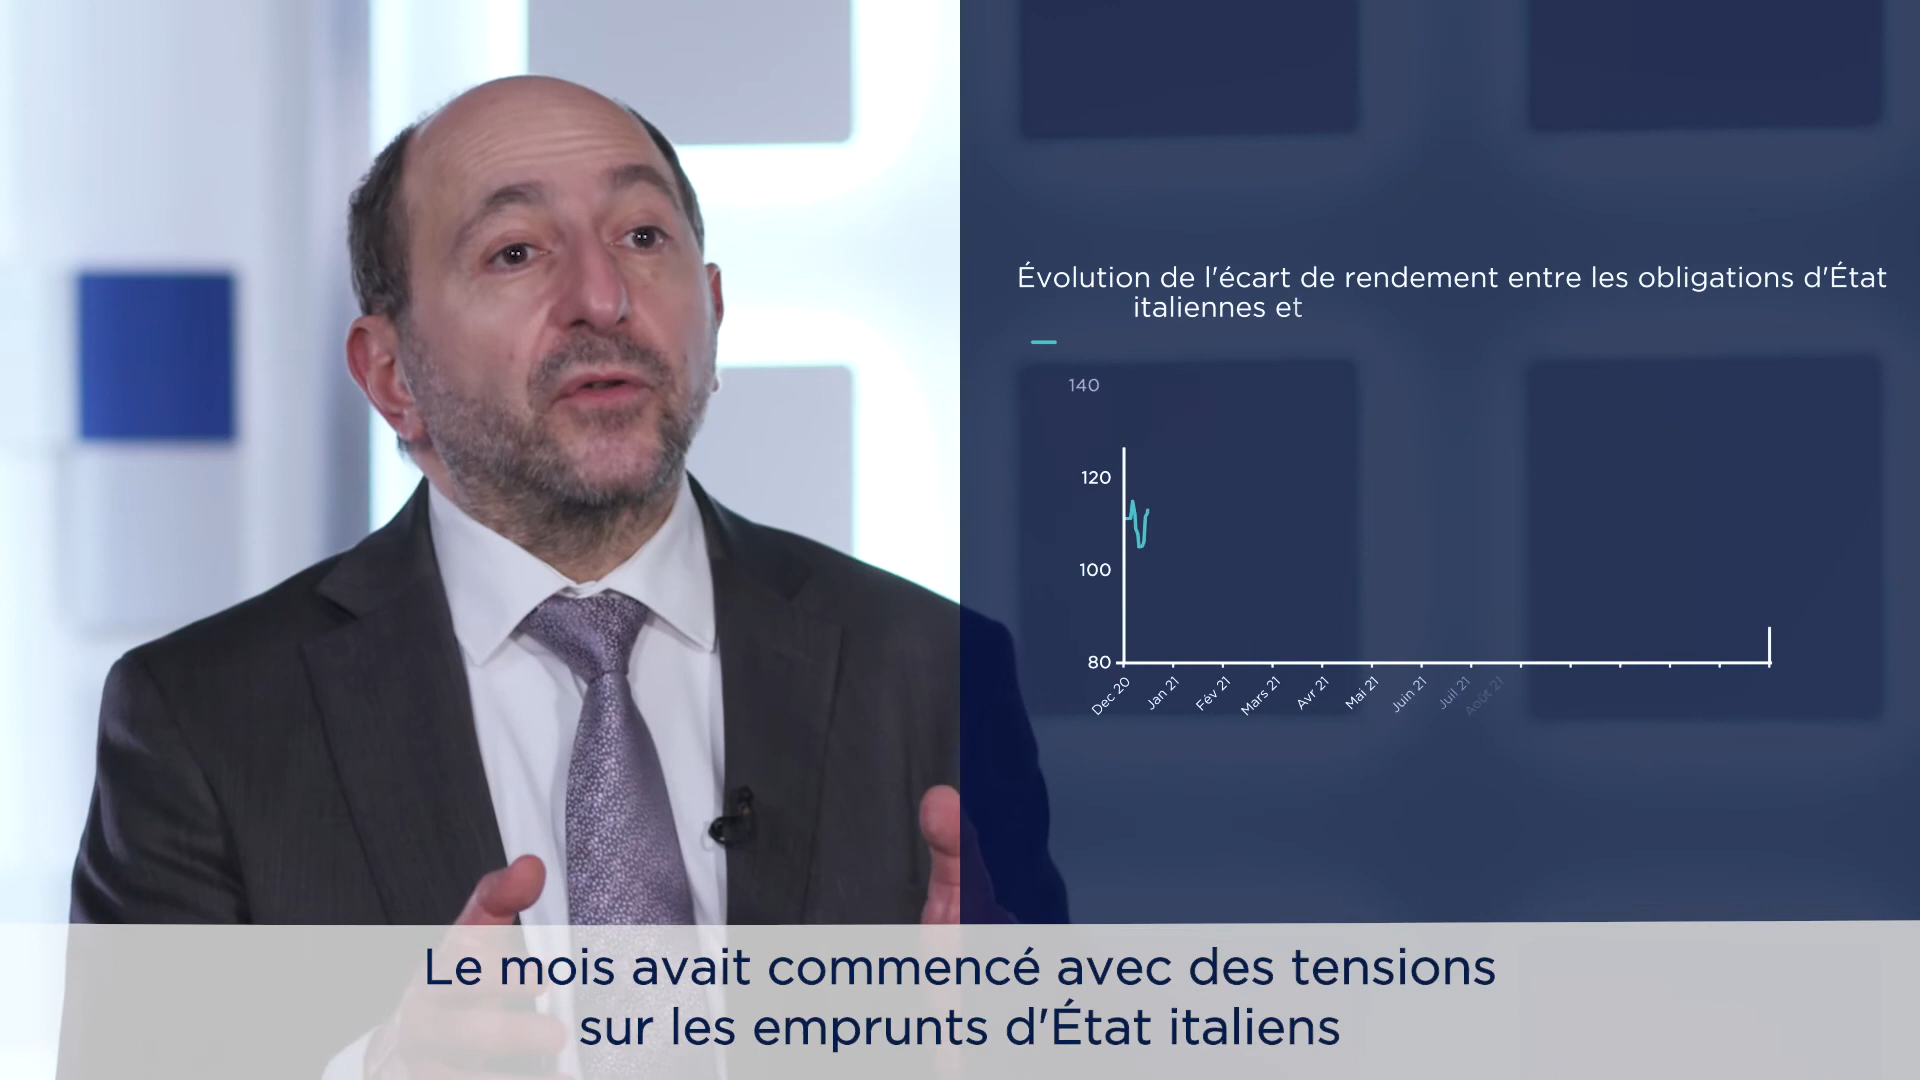 Évolution de l'écart de rendement entre les obligations d'État
italiennes et
140
120
100
80
Dec 20
Jan 21
Fév 21
Mars 21
Avr 21
Mai 21
Juin 21
Juil 21
Août 21
Le mois avait commencé avec des tensions
sur les emprunts d'État italiens